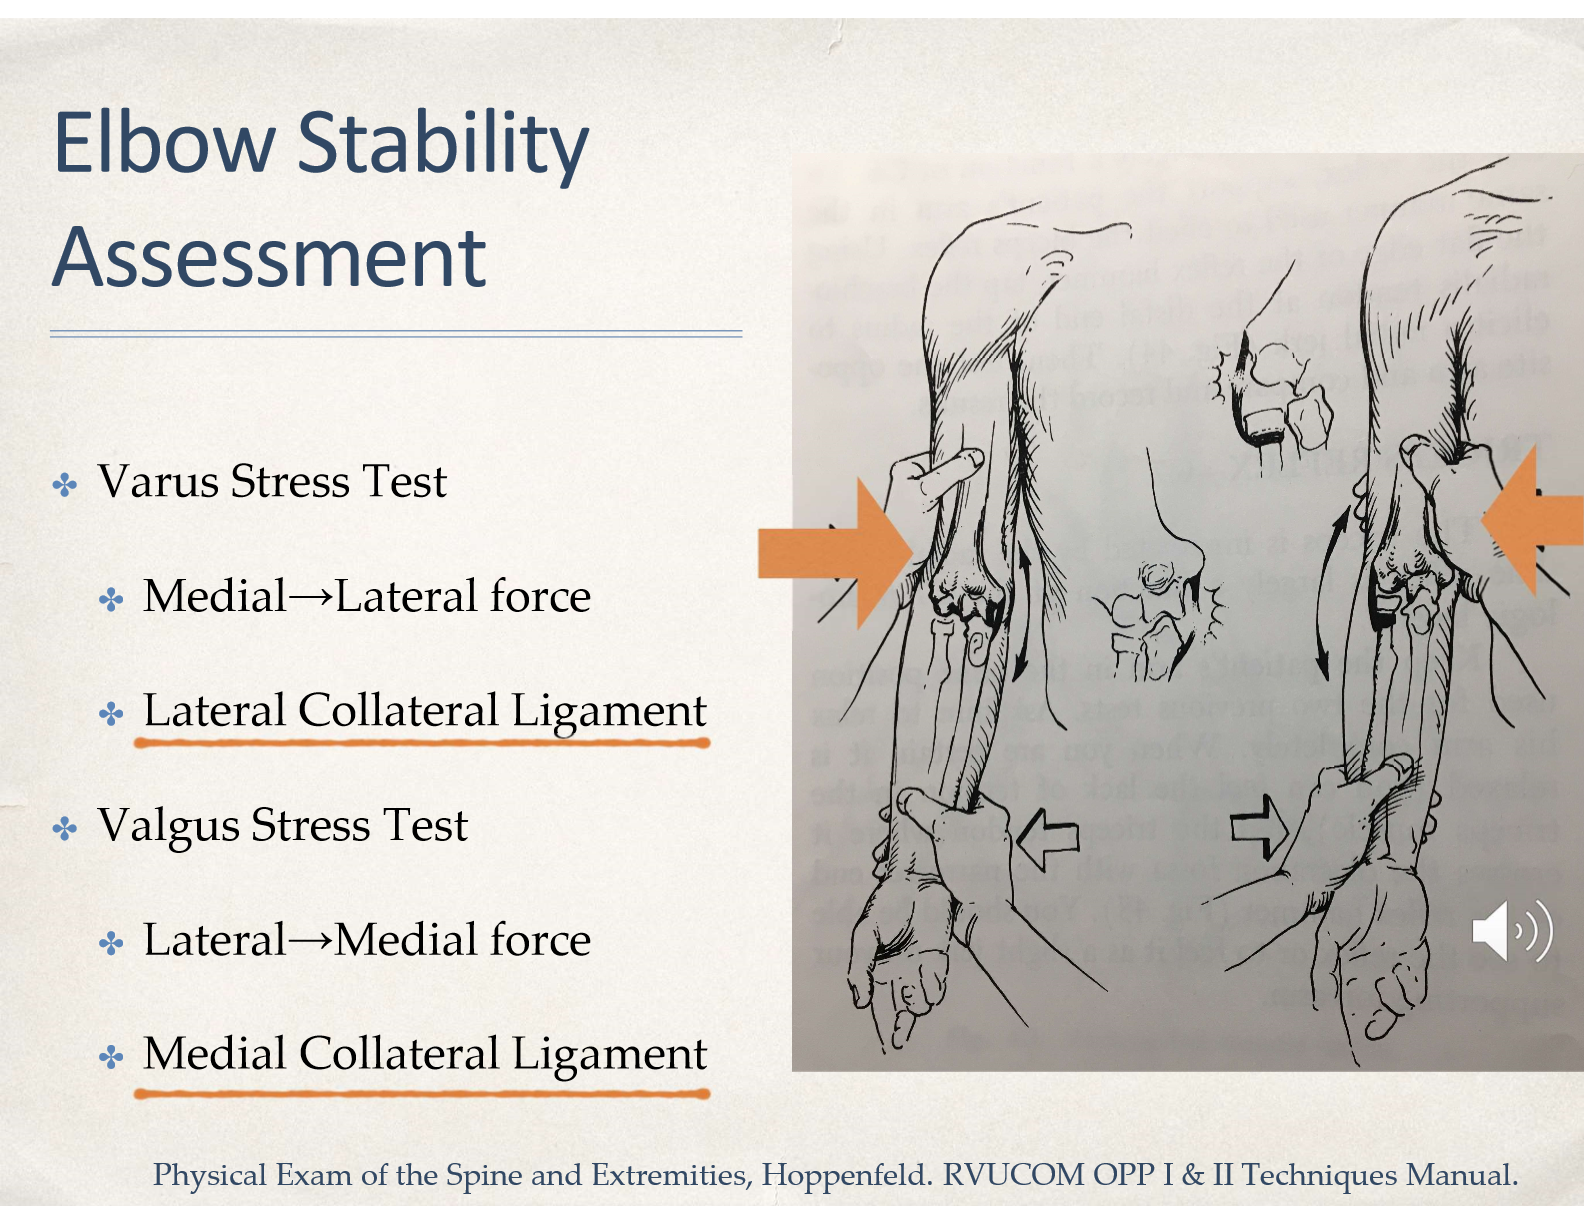 Elbow Stability
Assessment
Varus Stress Test
Medial→Lateral force
Lateral Collateral Ligament
Valgus Stress Test
Lateral→Medial force
Medial Collateral Ligament
Physical Exam of the Spine and Extremities, Hoppenfeld. RVUCOM OPP I & II Techniques Manual.